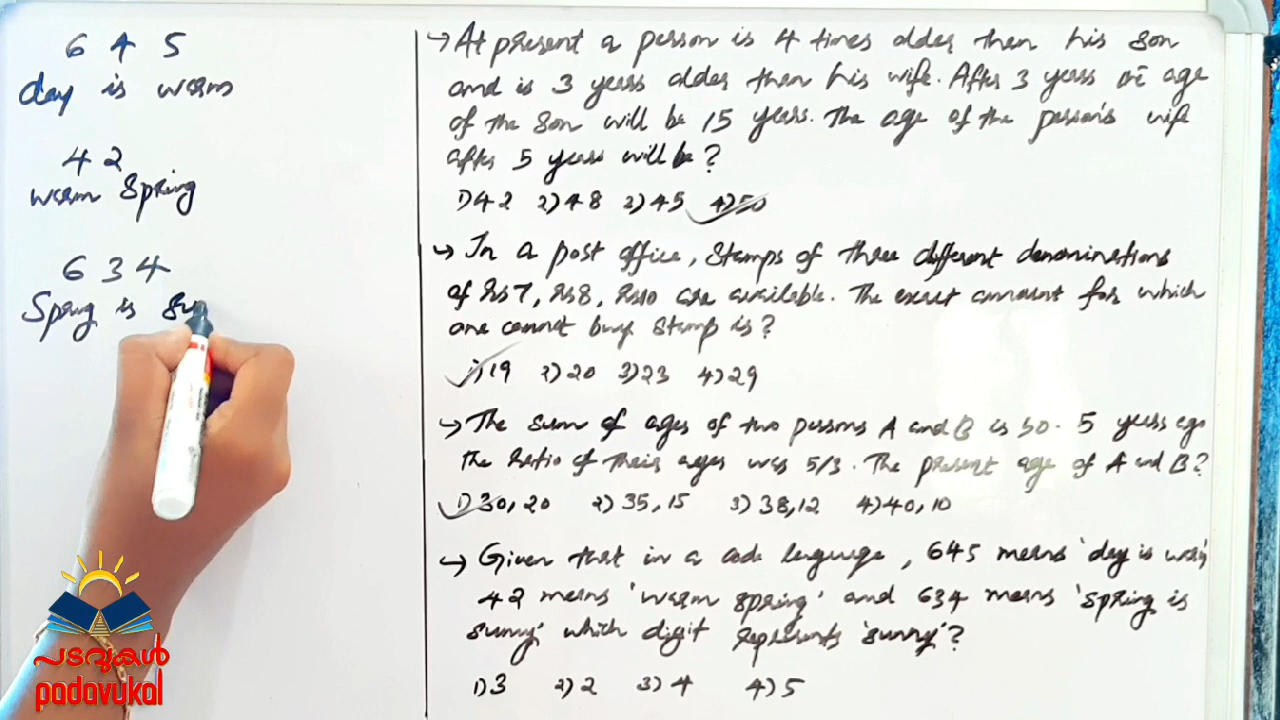 6 4 5
day is warm
4 2
warm Spring
6 3 4
Spring is Su
→ At present a person is 4 times older then his son
and is 3 years older then his wife. After 3 years age
of the son will be 15 years. The age of the person's wife
after 5 years will be?
1) 42 2) 48 3) 45 4) 50
→ In a post office, Stamps of three different denominations
of Rs7, Rs8, Rs10 are available. The exact amount for which
one cannot buy stamp is?
1) 19 2) 20 3) 23 4) 29
→ The sum of ages of two persons A and B is 50. 5 years ago
the Ratio of their ages was 5/3. The present age of A and B?
1) 30, 20 2) 35, 15 3) 38, 12 4) 40, 10
→ Given that in a code language, 645 means 'day is warm'
42 means 'warm spring' and 634 means 'spring is
sunny' which digit represents 'sunny'?
1) 3 2) 2 3) 4 4) 5
പടവുകൾ
padavukal